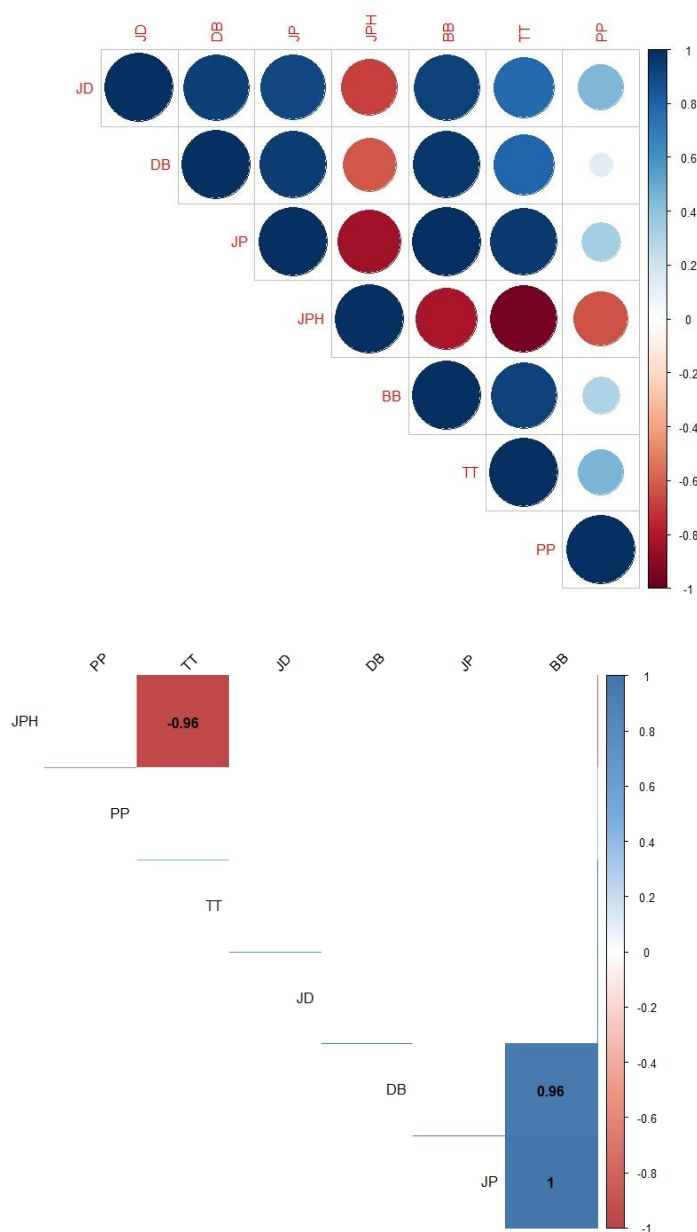 JD DB JP JPH BB TT PP
JD
DB
JP
JPH
BB
TT
PP
1
0.8
0.6
0.4
0.2
0
-0.2
-0.4
-0.6
-0.8
-1
PP TT JD DB JP BB
JPH -0.96
PP
TT
JD
DB 0.96
JP 1
1
0.8
0.6
0.4
0.2
0
-0.2
-0.4
-0.6
-0.8
-1